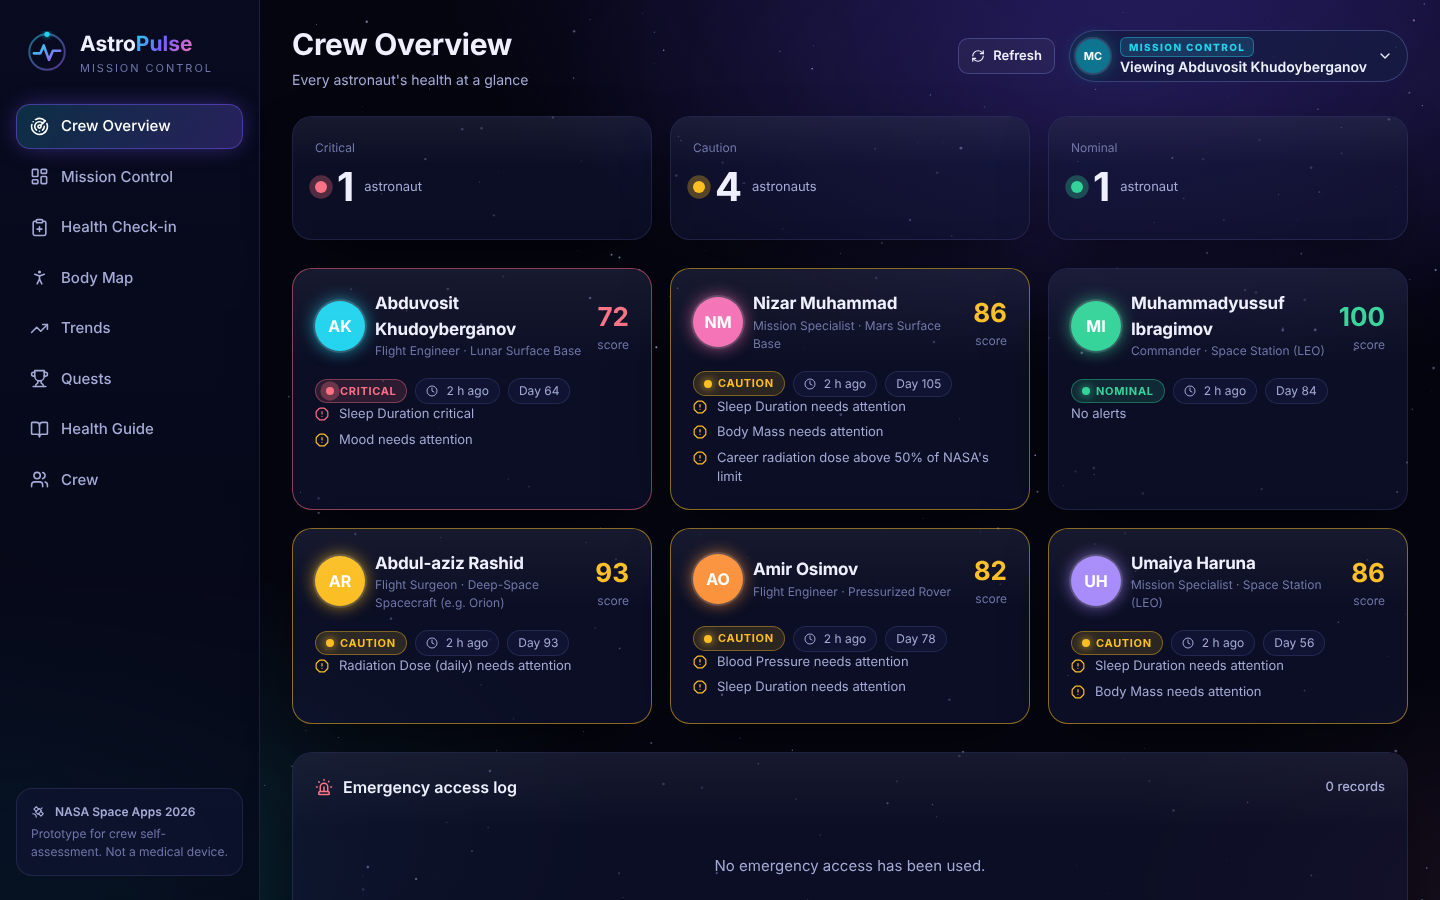 AstroPulse
MISSION CONTROL
Crew Overview
Mission Control
Health Check-in
Body Map
Trends
Quests
Health Guide
Crew
NASA Space Apps 2026
Prototype for crew self-
assessment. Not a medical device.
Crew Overview
Every astronaut's health at a glance
Refresh
MC
MISSION CONTROL
Viewing Abduvosit Khudoyberganov
Critical
1 astronaut
Caution
4 astronauts
Nominal
1 astronaut
AK
Abduvosit
Khudoyberganov
Flight Engineer · Lunar Surface Base
72
score
CRITICAL
2 h ago
Day 64
Sleep Duration critical
Mood needs attention
NM
Nizar Muhammad
Mission Specialist · Mars Surface
Base
86
score
CAUTION
2 h ago
Day 105
Sleep Duration needs attention
Body Mass needs attention
Career radiation dose above 50% of NASA's
limit
MI
Muhammadyussuf
Ibragimov
Commander · Space Station (LEO)
100
score
NOMINAL
2 h ago
Day 84
No alerts
AR
Abdul-aziz Rashid
Flight Surgeon · Deep-Space
Spacecraft (e.g. Orion)
93
score
CAUTION
2 h ago
Day 93
Radiation Dose (daily) needs attention
AO
Amir Osimov
Flight Engineer · Pressurized Rover
82
score
CAUTION
2 h ago
Day 78
Blood Pressure needs attention
Sleep Duration needs attention
UH
Umaiya Haruna
Mission Specialist · Space Station
(LEO)
86
score
CAUTION
2 h ago
Day 56
Sleep Duration needs attention
Body Mass needs attention
Emergency access log
0 records
No emergency access has been used.